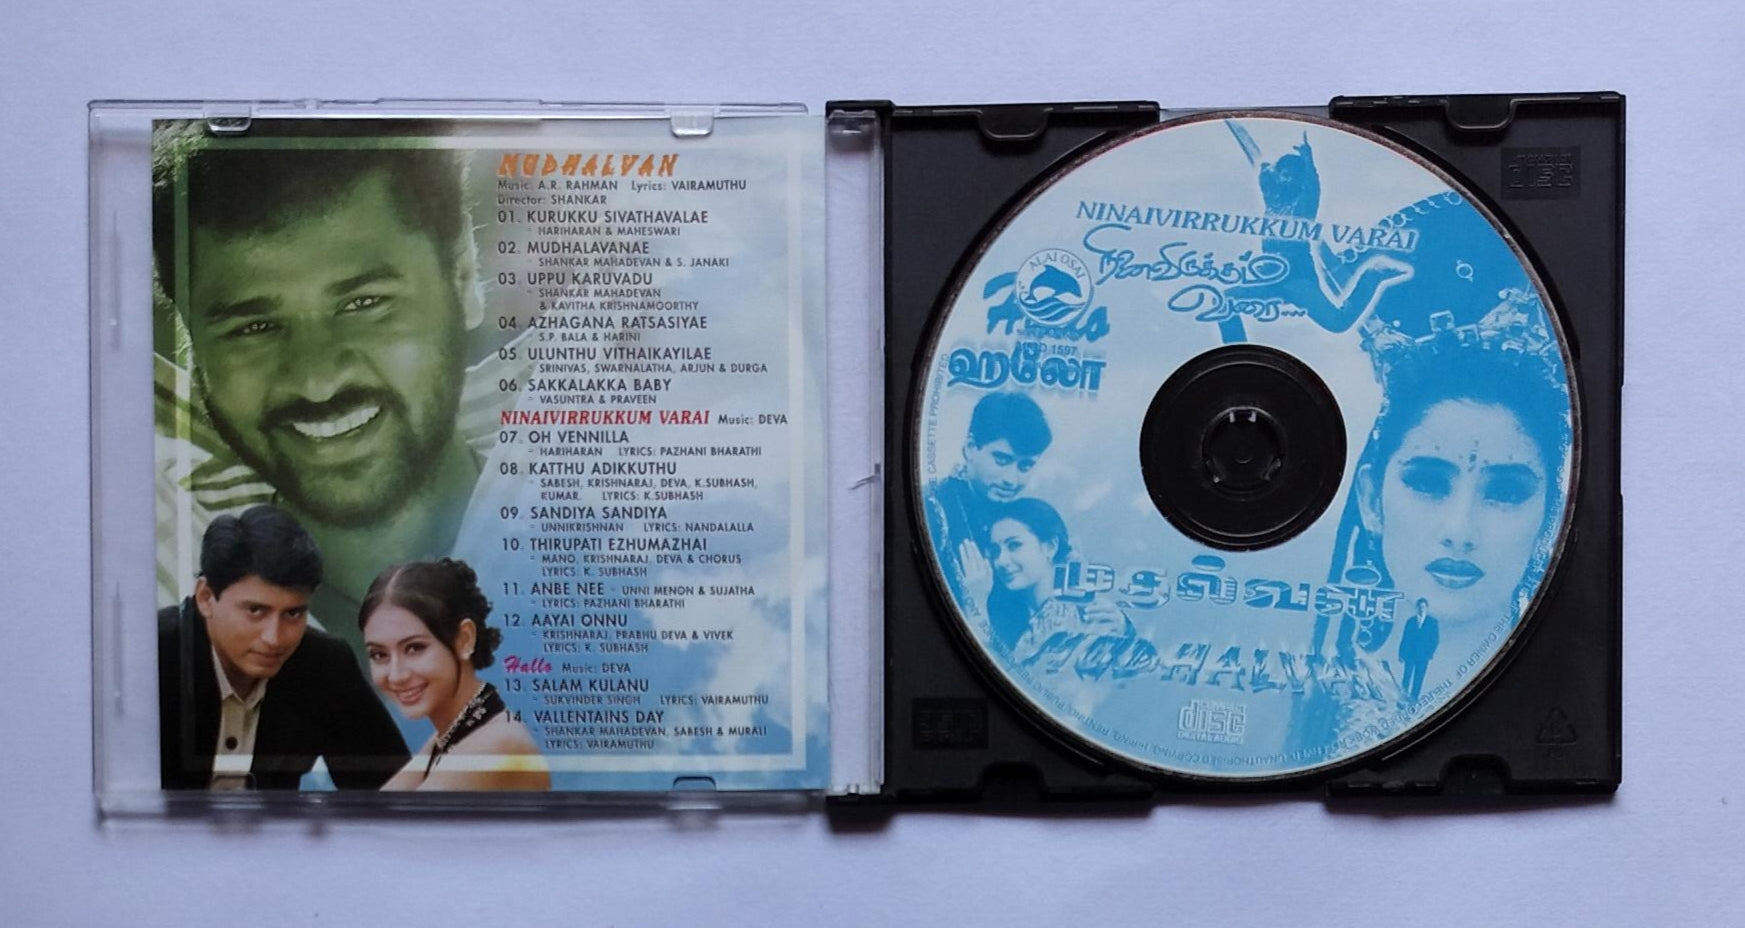 MUDHALVAN
Music: A.R. RAHMAN Lyrics: VAIRAMUTHU
Director: SHANKAR
01. KURUKKU SIVATHAVALAE
HARIHARAN & MAHESWARI
02. MUDHALAVANAE
SHANKAR MAHADEVAN & S. JANAKI
03. UPPU KARUVADU
SHANKAR MAHADEVAN
& KAVITHA KRISHNAMOORTHY
04. AZHAGANA RATSASIYAE
S.P. BALA & HARINI
05. ULUNTHU VITHAIKAYILAE
SRINIVAS, SWARNALATHA, ARJUN & DURGA
06. SAKKALAKKA BABY
VASUNTRA & PRAVEEN
NINAIVIRRUKKUM VARAI Music: DEVA
07. OH VENNILLA
HARIHARAN LYRICS: PAZHANI BHARATHI
08. KATTHU ADIKKUTHU
SABESH, KRISHNARAJ, DEVA, K.SUBHASH,
KUMAR. LYRICS: K.SUBHASH
09. SANDIYA SANDIYA
UNNIKRISHNAN LYRICS: NANDALALLA
10. THIRUPATI EZHUMAZHAI
MANO, KRISHNARAJ, DEVA & CHORUS
LYRICS: K. SUBHASH
11. ANBE NEE UNNI MENON & SUJATHA
LYRICS: PAZHANI BHARATHI
12. AAYAI ONNU
KRISHNARAJ, PRABHU DEVA & VIVEK
LYRICS: K. SUBHASH
Hallo Music: DEVA
13. SALAM KULANU
SUKVINDER SINGH LYRICS: VAIRAMUTHU
14. VALLENTAINS DAY
SHANKAR MAHADEVAN, SABESH & MURALI
LYRICS: VAIRAMUTHU
NINAIVIRRUKKUM VARAI
நினைவிருக்கும்
வரை...
ALAI OSAI
1597
ஹலோ
முதல்வன்
MUDHALVAN
disc
DIGITAL AUDIO